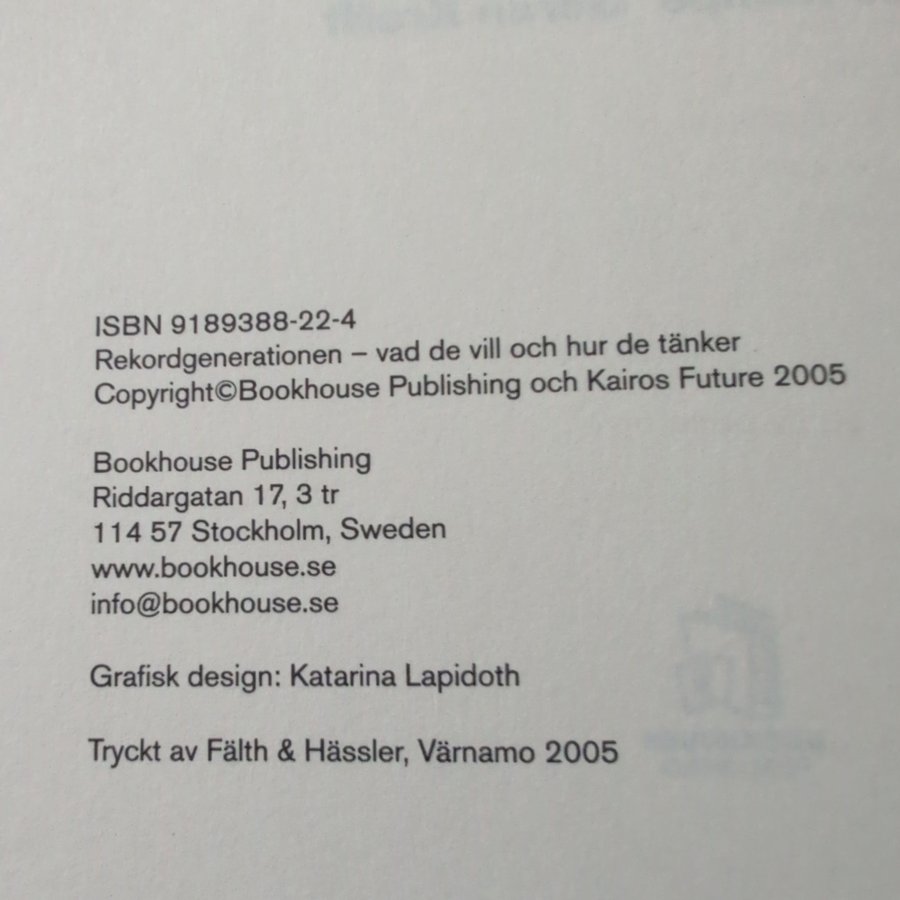 ISBN 9189388-22-4
Rekordgenerationen – vad de vill och hur de tänker
Copyright©Bookhouse Publishing och Kairos Future 2005
Bookhouse Publishing
Riddargatan 17, 3 tr
114 57 Stockholm, Sweden
www.bookhouse.se
info@bookhouse.se
Grafisk design: Katarina Lapidoth
Tryckt av Fälth & Hässler, Värnamo 2005